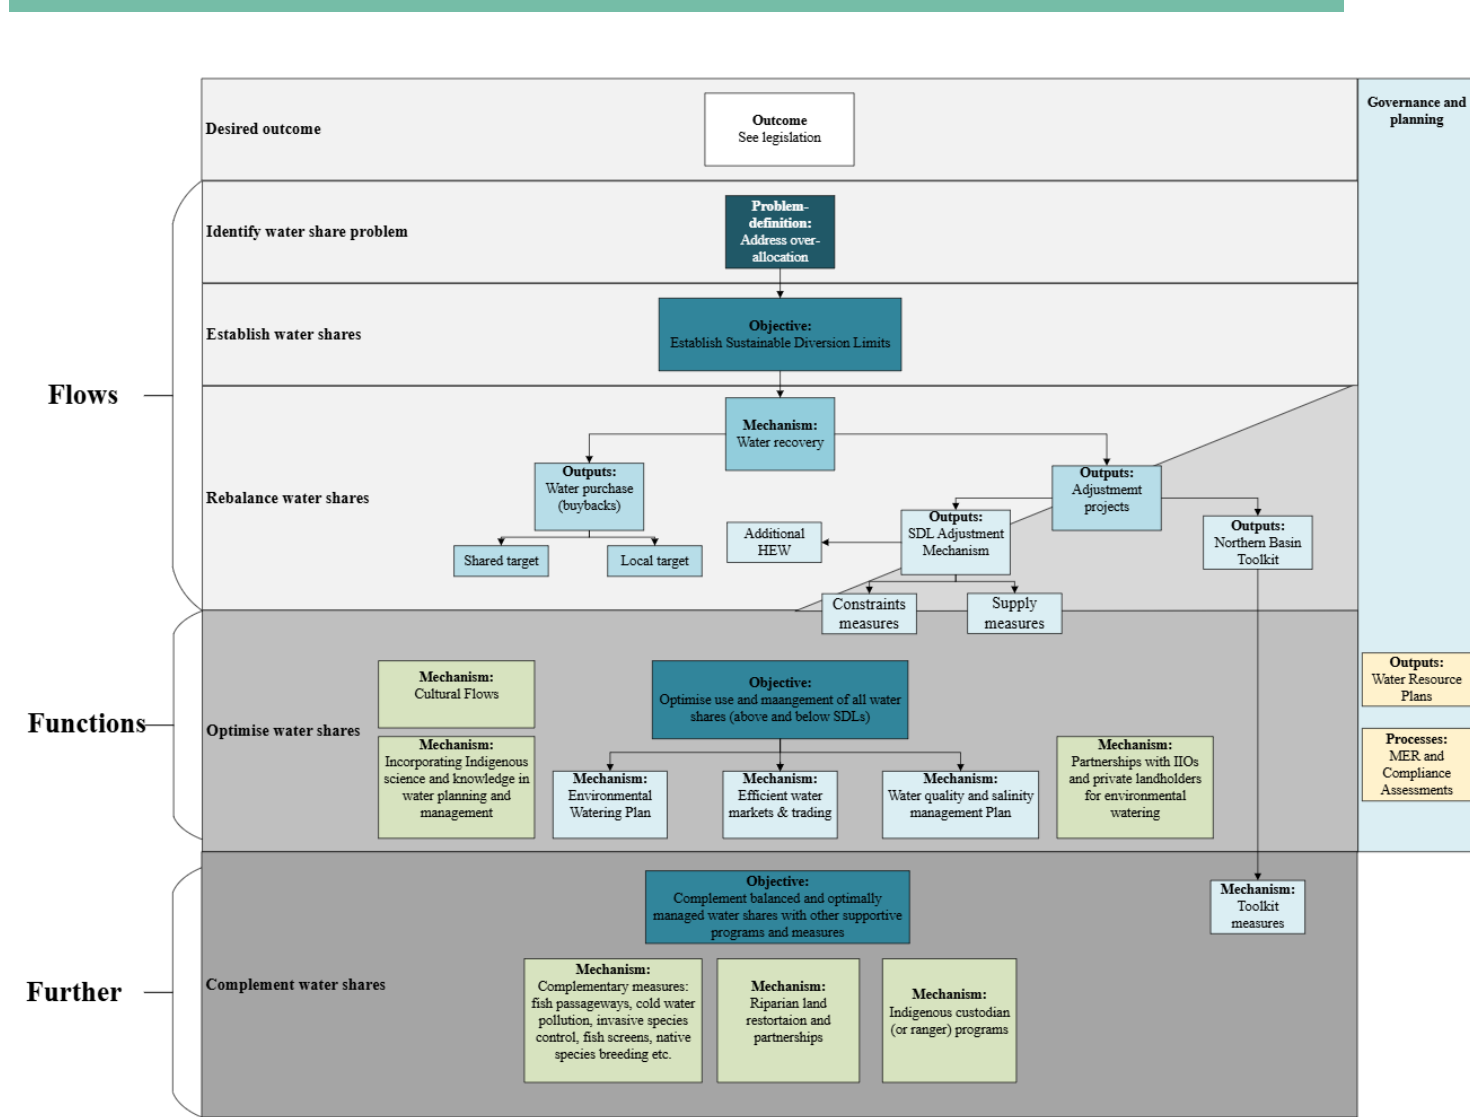 Governance and
planning
Desired outcome
Outcome
See legislation
Flows
Identify water share problem
Problem-
definition:
Address over-
allocation
Establish water shares
Objective:
Establish Sustainable Diversion Limits
Rebalance water shares
Mechanism:
Water recovery
Outputs:
Water purchase
(buybacks)
Shared target
Local target
Outputs:
Adjustmemt
projects
Outputs:
SDL Adjustment
Mechanism
Additional
HEW
Outputs:
Northern Basin
Toolkit
Constraints
measures
Supply
measures
Functions
Optimise water shares
Mechanism:
Cultural Flows
Mechanism:
Incorporating Indigenous
science and knowledge in
water planning and
management
Objective:
Optimise use and maangement of all water
shares (above and below SDLs)
Mechanism:
Environmental
Watering Plan
Mechanism:
Efficient water
markets & trading
Mechanism:
Water quality and salinity
management Plan
Mechanism:
Partnerships with IIOs
and private landholders
for environmental
watering
Outputs:
Water Resource
Plans
Processes:
MER and
Compliance
Assessments
Further
Complement water shares
Objective:
Complement balanced and optimally
managed water shares with other supportive
programs and measures
Mechanism:
Toolkit
measures
Mechanism:
Complementary measures:
fish passageways, cold water
pollution, invasive species
control, fish screens, native
species breeding etc.
Mechanism:
Riparian land
restortaion and
partnerships
Mechanism:
Indigenous custodian
(or ranger) programs